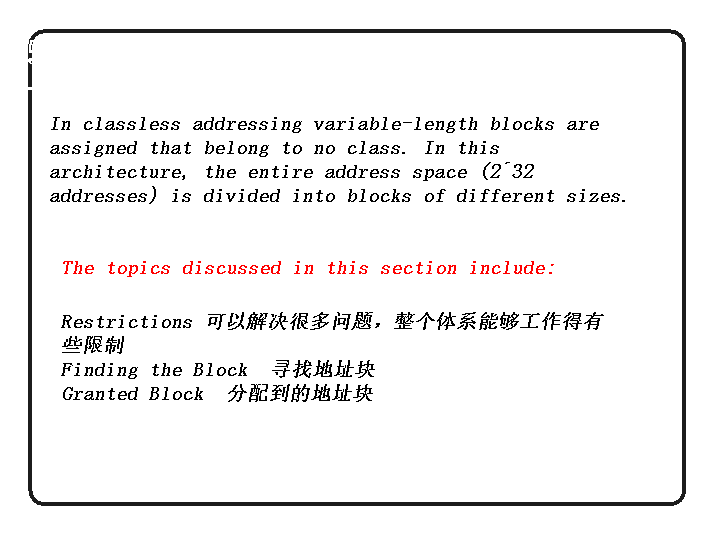 In classless addressing variable-length blocks are
assigned that belong to no class. In this
architecture, the entire address space (2^32
addresses) is divided into blocks of different sizes.
The topics discussed in this section include:
Restrictions 可以解决很多问题，整个体系能够工作得有
些限制
Finding the Block 寻找地址块
Granted Block 分配到的地址块